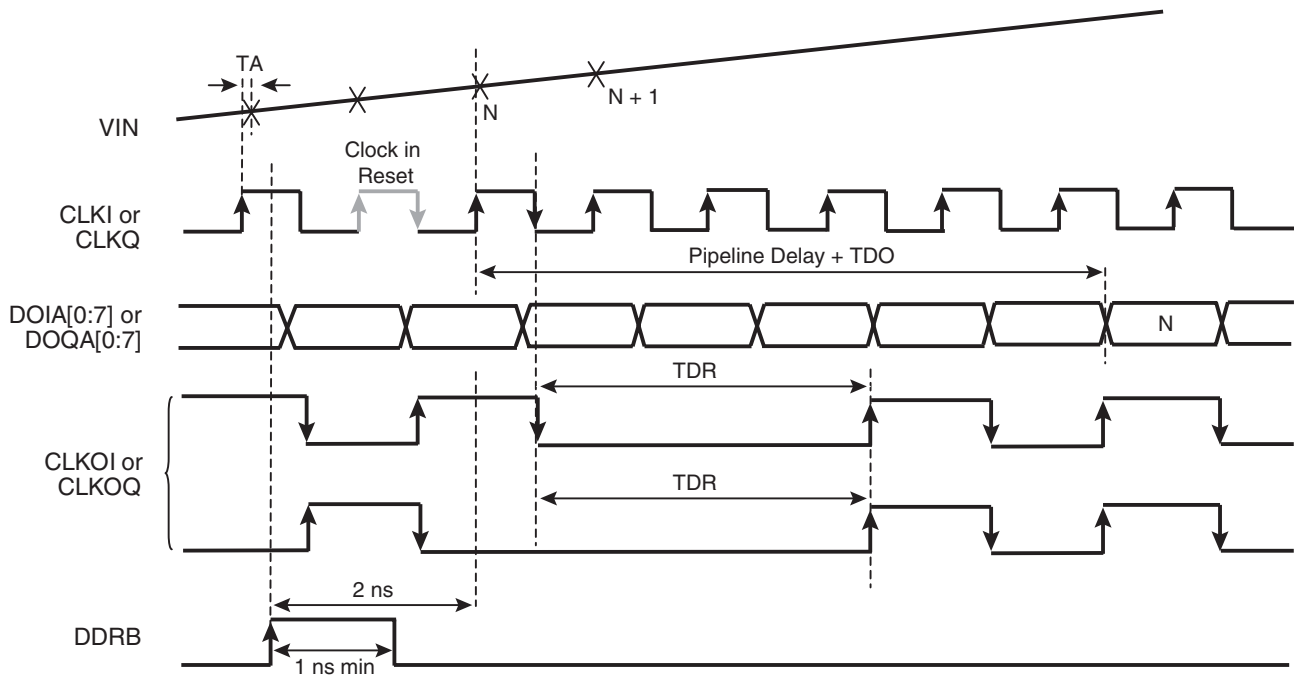 TA
VIN
N
N + 1
Clock in
Reset
CLKI or
CLKQ
Pipeline Delay + TDO
DOIA[0:7] or
DOQA[0:7]
N
TDR
CLKOI or
CLKOQ
TDR
2 ns
DDRB
1 ns min